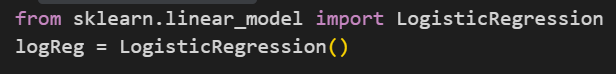 from sklearn.linear_model import LogisticRegression
logReg = LogisticRegression()